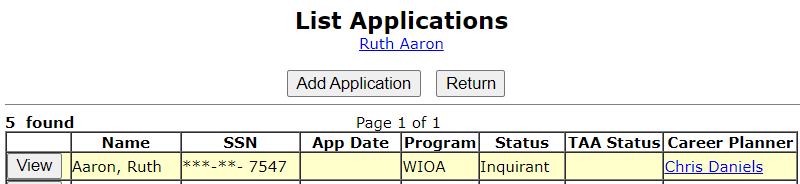 List Applications
Ruth Aaron
Add Application Return
5 found Page 1 of 1
Name SSN App Date Program Status TAA Status Career Planner
View Aaron, Ruth ***-**- 7547 WIOA Inquirant Chris Daniels